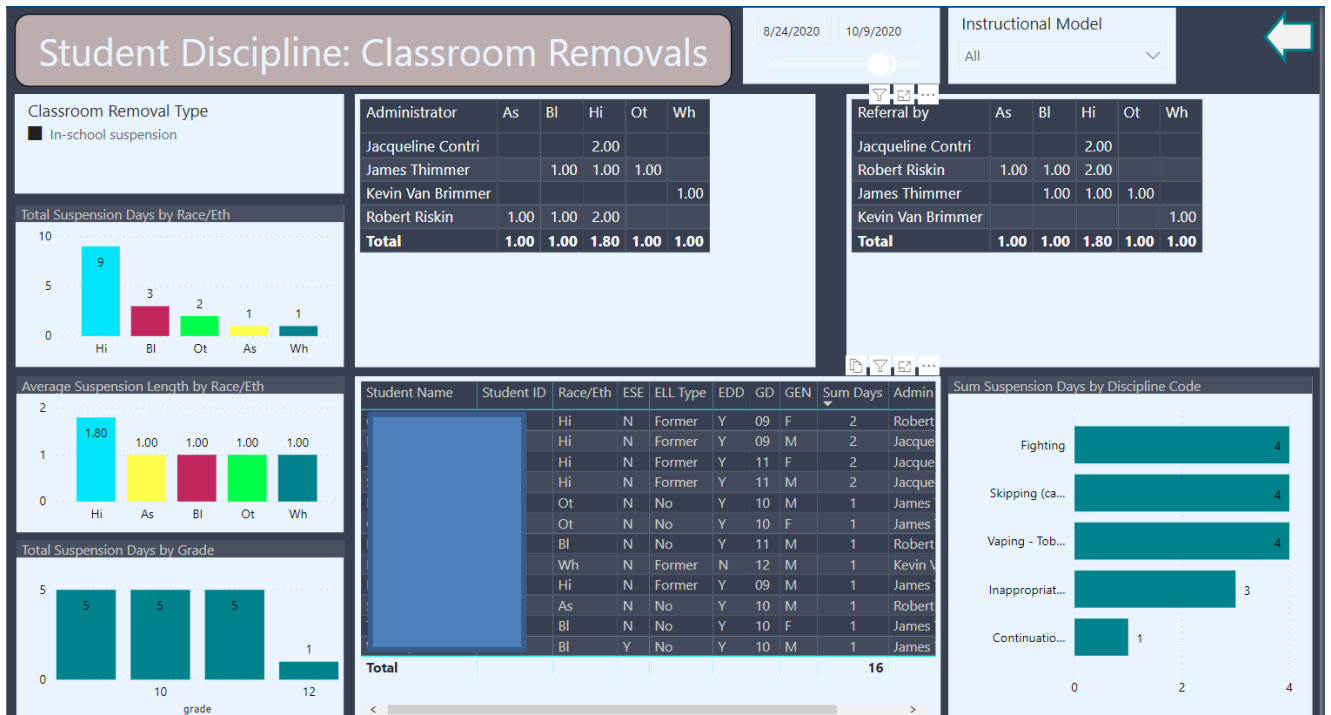 Student Discipline: Classroom Removals
8/24/2020 10/9/2020
Instructional Model
All
Classroom Removal Type
In-school suspension
Administrator As Bl Hi Ot Wh
Jacqueline Contri 2.00
James Thimmer 1.00 1.00 1.00
Kevin Van Brimmer 1.00
Robert Riskin 1.00 1.00 2.00
Total 1.00 1.00 1.80 1.00 1.00
Referral by As Bl Hi Ot Wh
Jacqueline Contri 2.00
Robert Riskin 1.00 1.00 2.00
James Thimmer 1.00 1.00 1.00
Kevin Van Brimmer 1.00
Total 1.00 1.00 1.80 1.00 1.00
Total Suspension Days by Race/Eth
10
5
0
9
3
2
1
1
Hi Bl Ot As Wh
Average Suspension Length by Race/Eth
2
1
0
1.80 1.00 1.00 1.00 1.00
Hi As Bl Ot Wh
Total Suspension Days by Grade
5
0
5 5 5 1
10 12
grade
Student Name Student ID Race/Eth ESE ELL Type EDD GD GEN Sum Days Admin
Hi N Former Y 09 F 2 Robert
Hi N Former Y 09 M 2 Jacque
Hi N Former Y 11 F 2 Jacque
Hi N Former Y 11 M 2 Jacque
Ot N No Y 10 M 1 James
Ot N No Y 10 F 1 James
Bl N No Y 11 M 1 Robert
Wh N Former N 12 M 1 Kevin V
Hi N Former Y 09 M 1 James
As N No Y 10 M 1 Robert
Bl N No Y 10 F 1 James
Bl Y No Y 10 M 1 James
Total 16
Sum Suspension Days by Discipline Code
Fighting 4
Skipping (ca... 4
Vaping - Tob... 4
Inappropriat... 3
Continuatio... 1
0 2 4